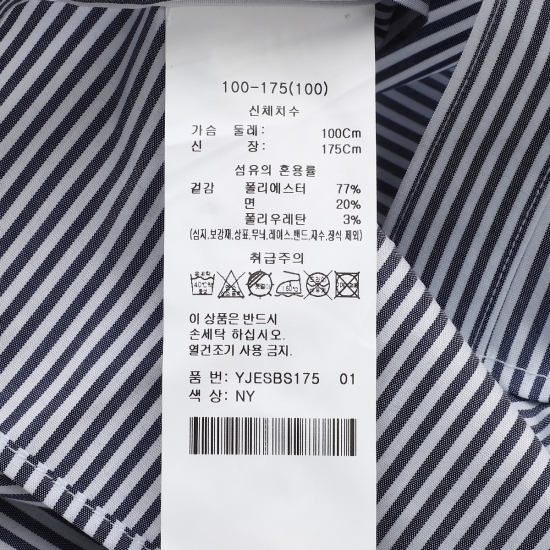 100-175(100)
신체치수
가슴 둘레: 100Cm
신 장: 175Cm
섬유의 혼용률
겉감 폴리에스터 77%
면 20%
폴리우레탄 3%
(심지,보강재,상표,무늬,레이스,밴드,자수,장식 제외)
취급주의
이 상품은 반드시
손세탁 하십시오.
열건조기 사용 금지.
품 번: YJESBS175 01
색 상: NY